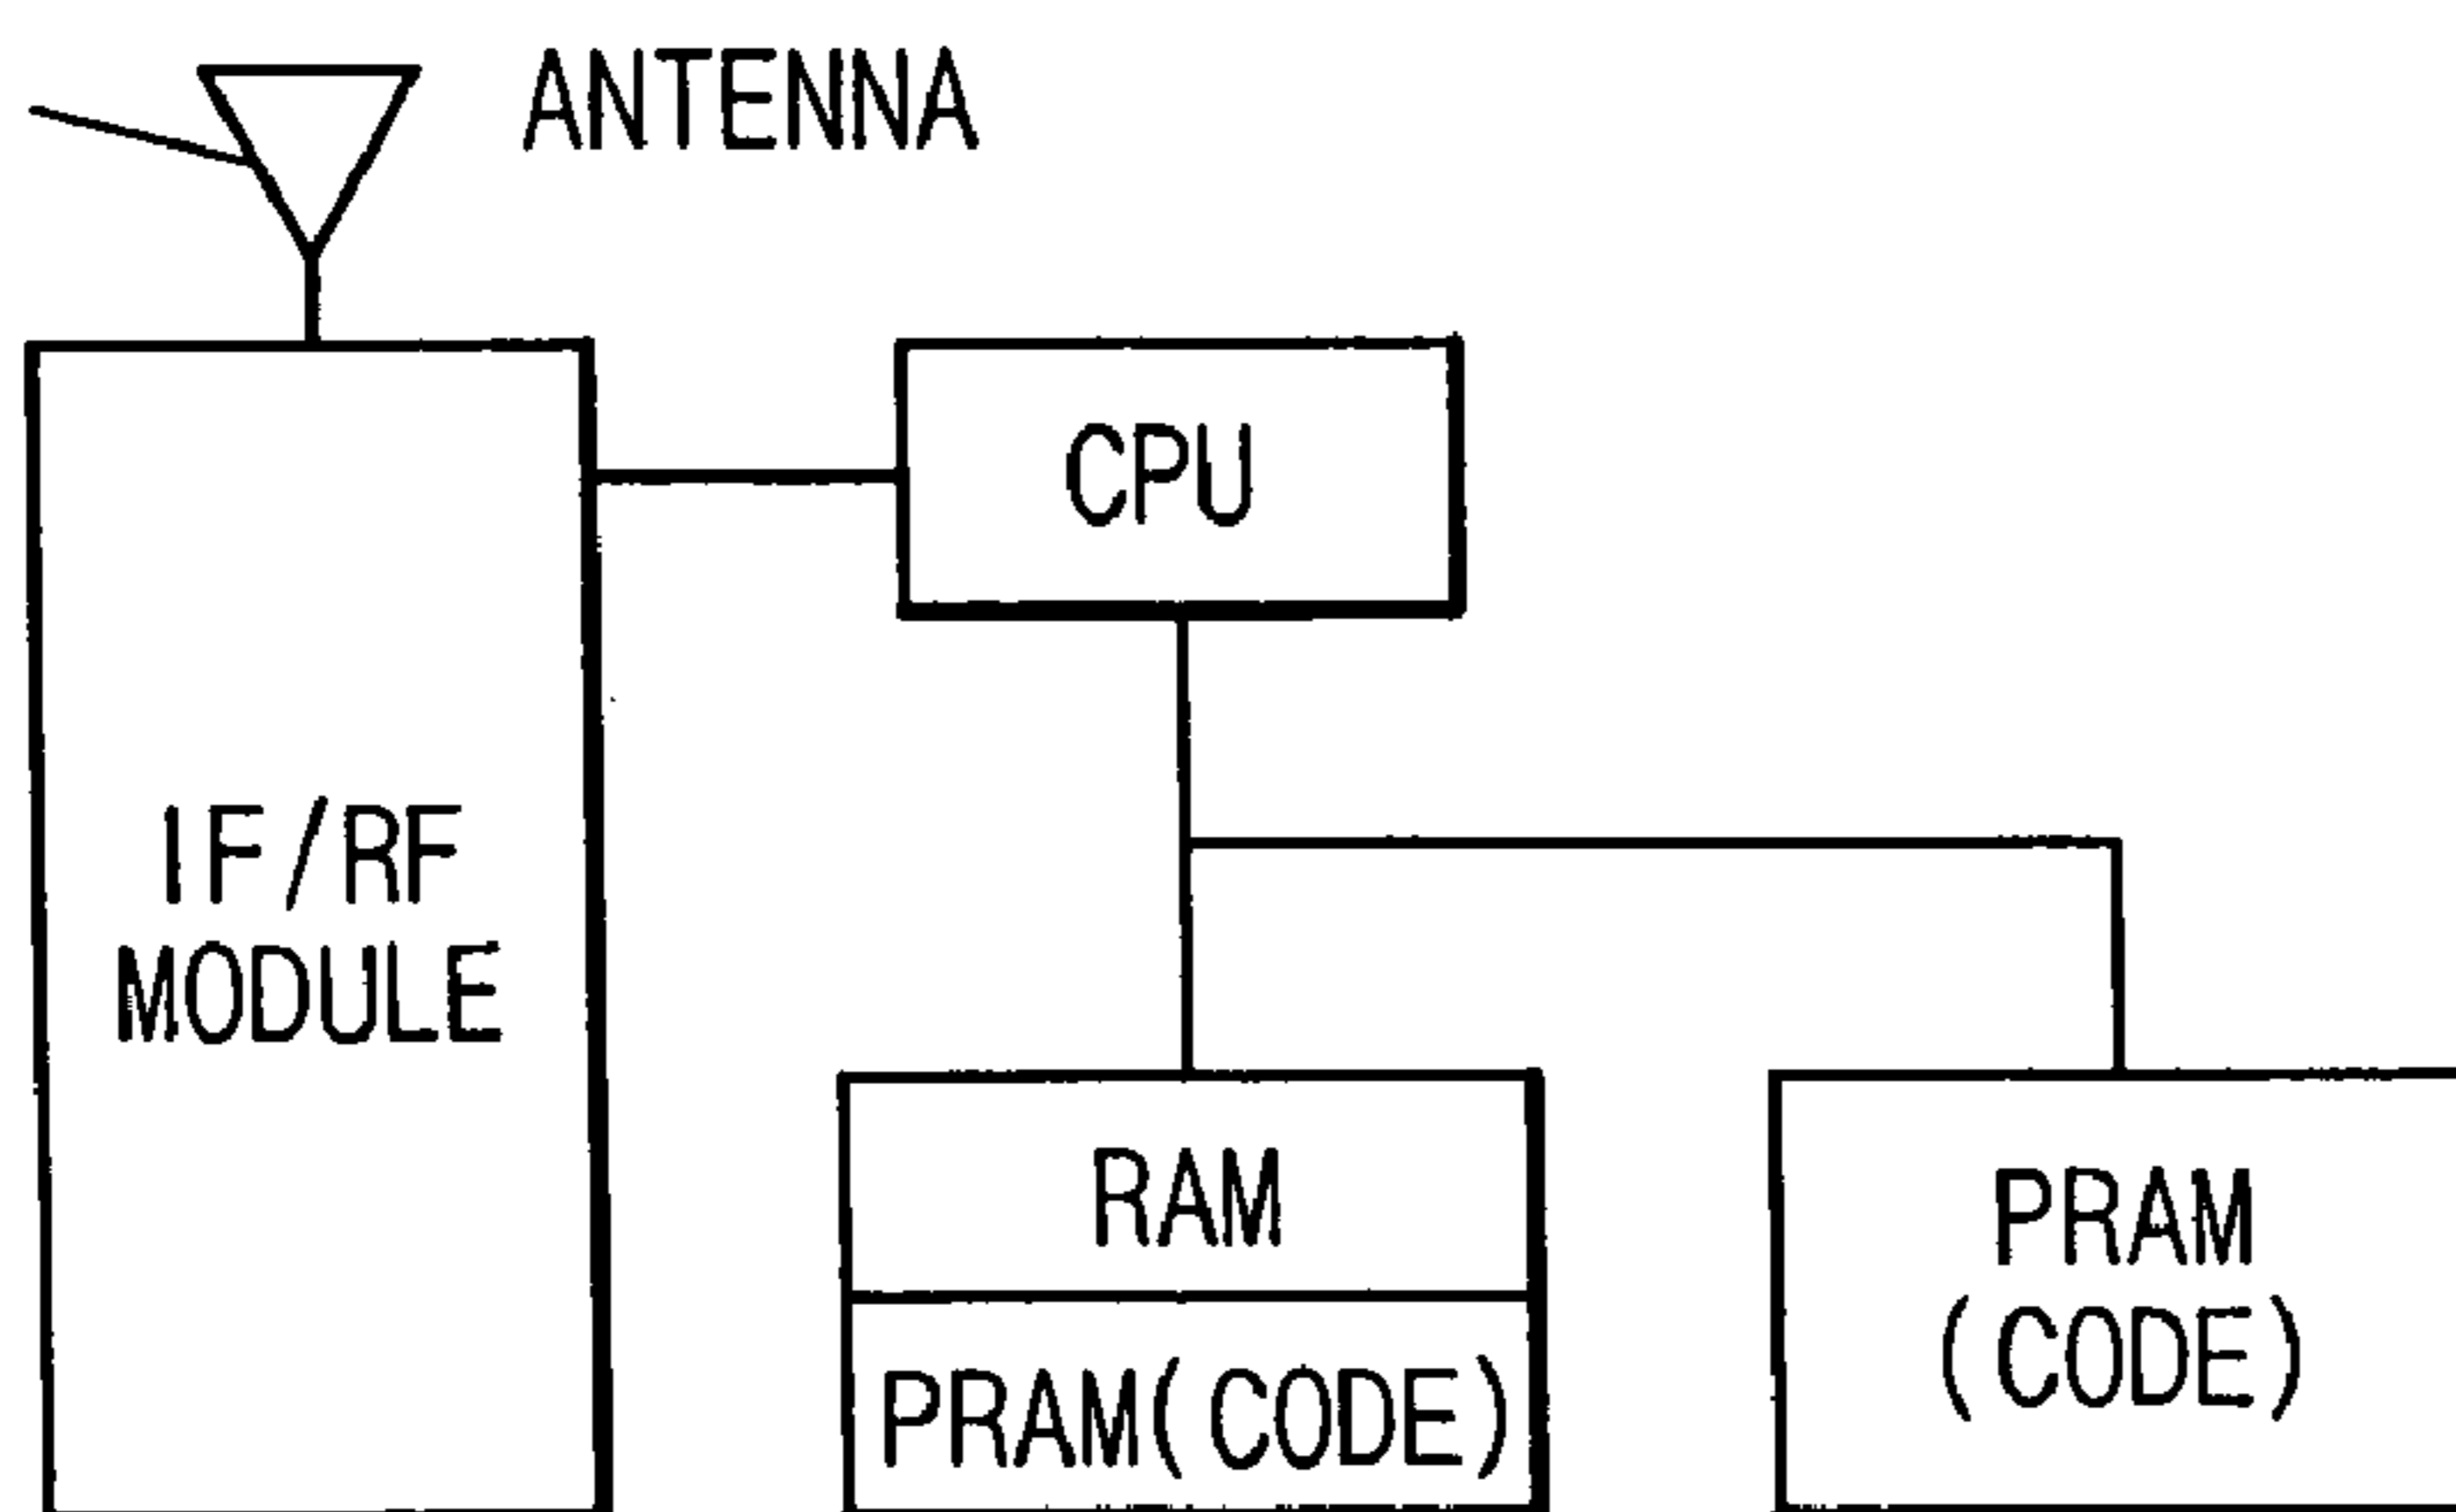 ANTENNA
CPU
IF/RF
MODULE
RAM
PRAM(CODE)
PRAM
(CODE)